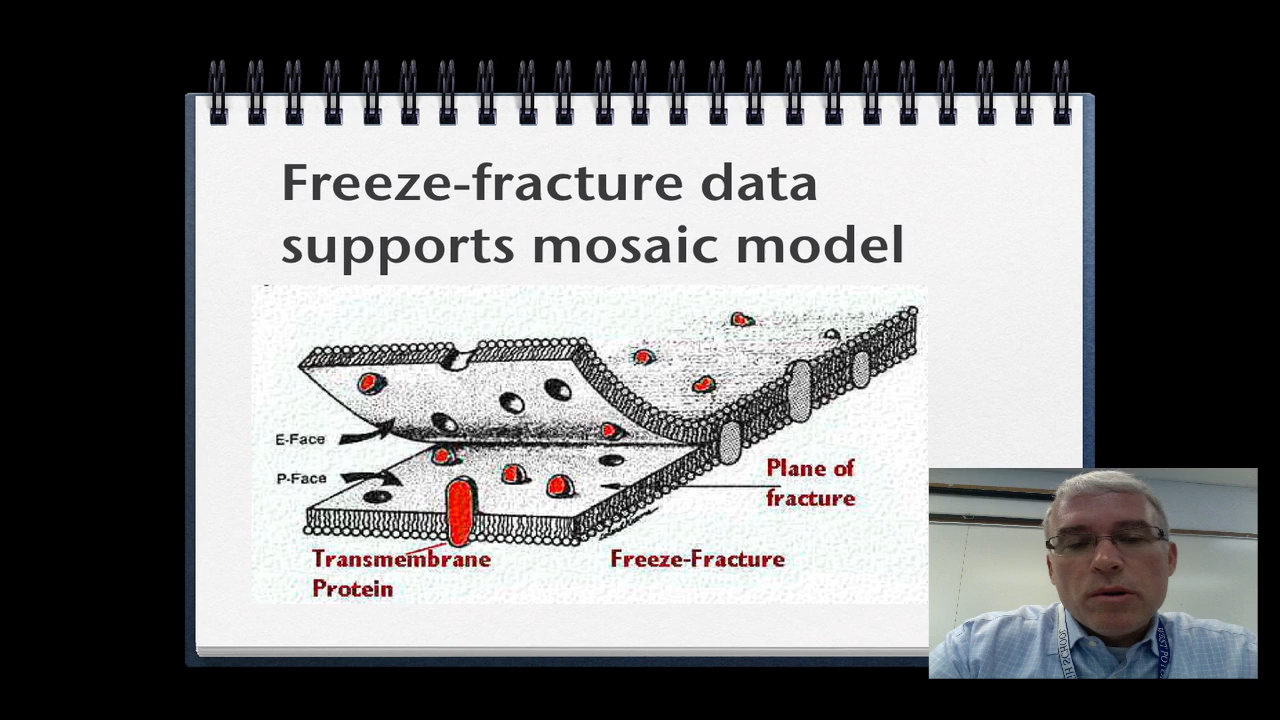 Freeze-fracture data
supports mosaic model
E-Face
P-Face
Plane of
fracture
Transmembrane
Protein
Freeze-Fracture